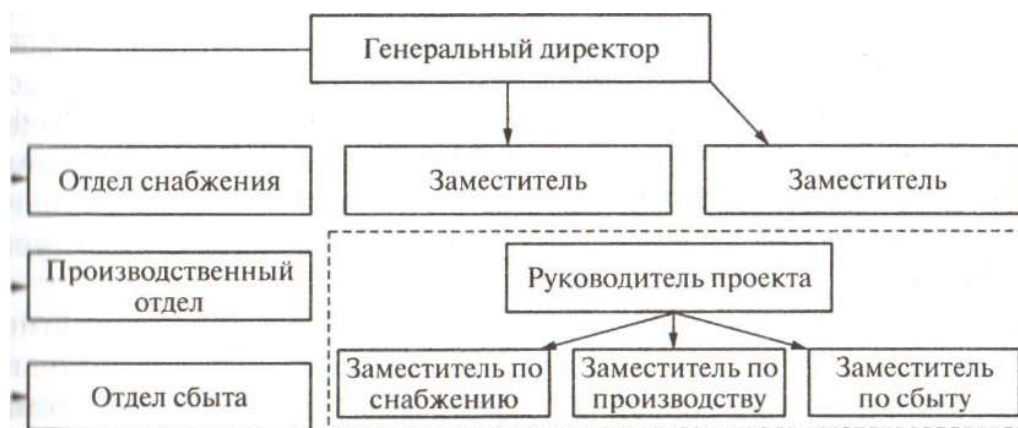 Генеральный директор
Отдел снабжения
Заместитель
Заместитель
Производственный
отдел
Руководитель проекта
Отдел сбыта
Заместитель по
снабжению
Заместитель по
производству
Заместитель
по сбыту